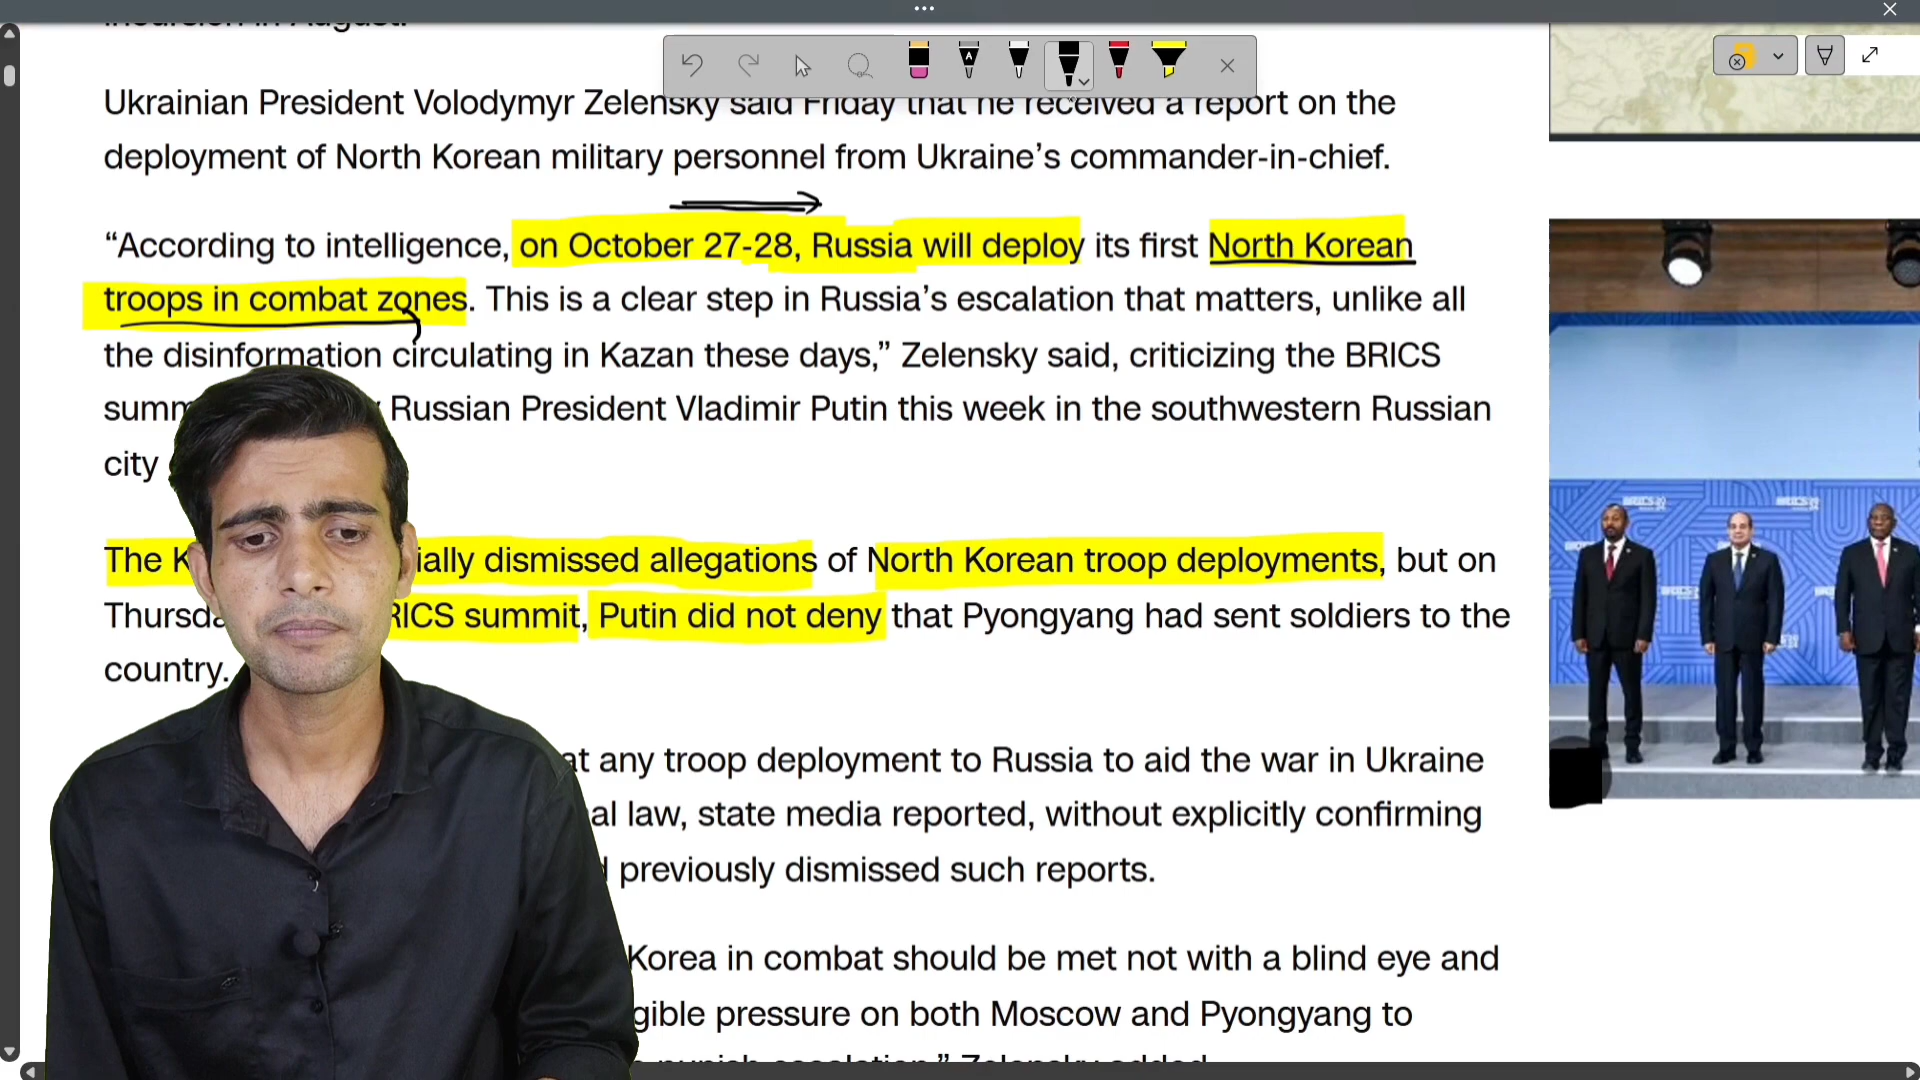 Ukrainian President Volodymyr Zelensky said Friday that he received a report on the
deployment of North Korean military personnel from Ukraine’s commander-in-chief.
“According to intelligence, on October 27-28, Russia will deploy its first North Korean
troops in combat zones. This is a clear step in Russia’s escalation that matters, unlike all
the disinformation circulating in Kazan these days,” Zelensky said, criticizing the BRICS
Russian President Vladimir Putin this week in the southwestern Russian
city
The dismissed allegations of North Korean troop deployments, but on
summit, Putin did not deny that Pyongyang had sent soldiers to the
country.
any troop deployment to Russia to aid the war in Ukraine
law, state media reported, without explicitly confirming
previously dismissed such reports.
Korea in combat should be met not with a blind eye and
pressure on both Moscow and Pyongyang to